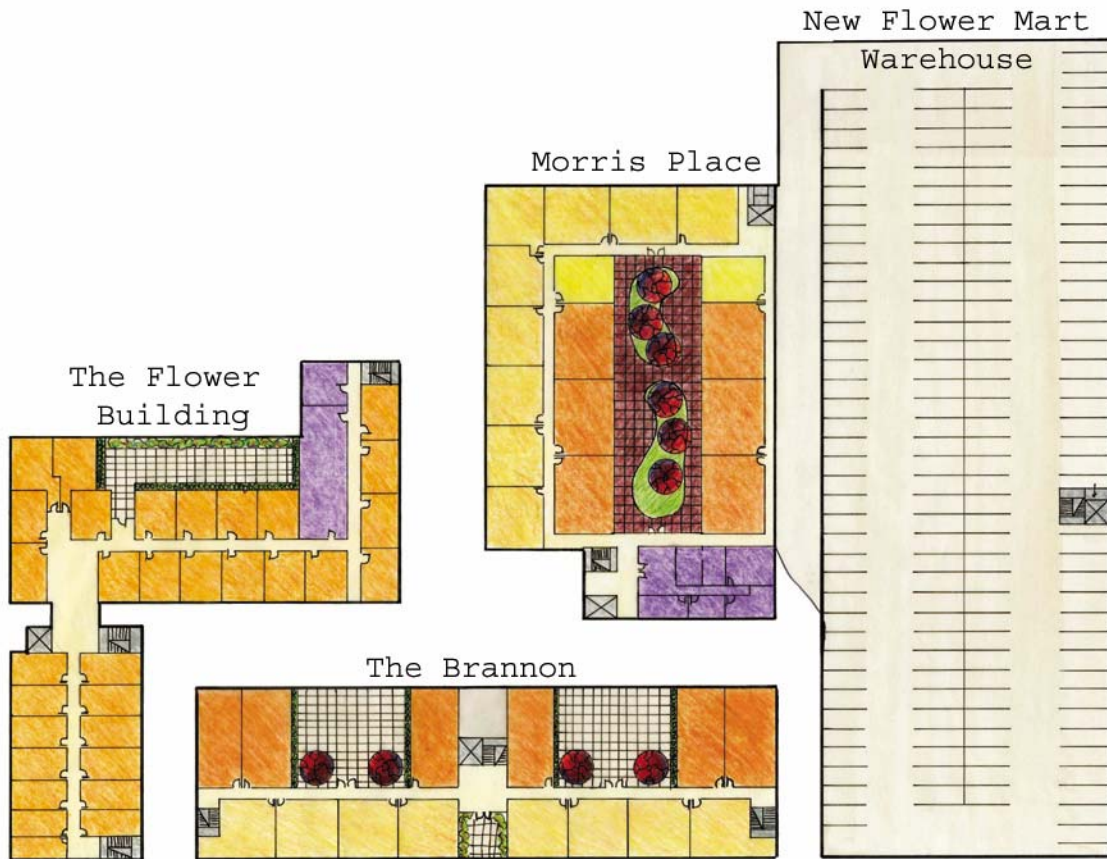 New Flower Mart
Warehouse
Morris Place
The Flower
Building
The Brannon